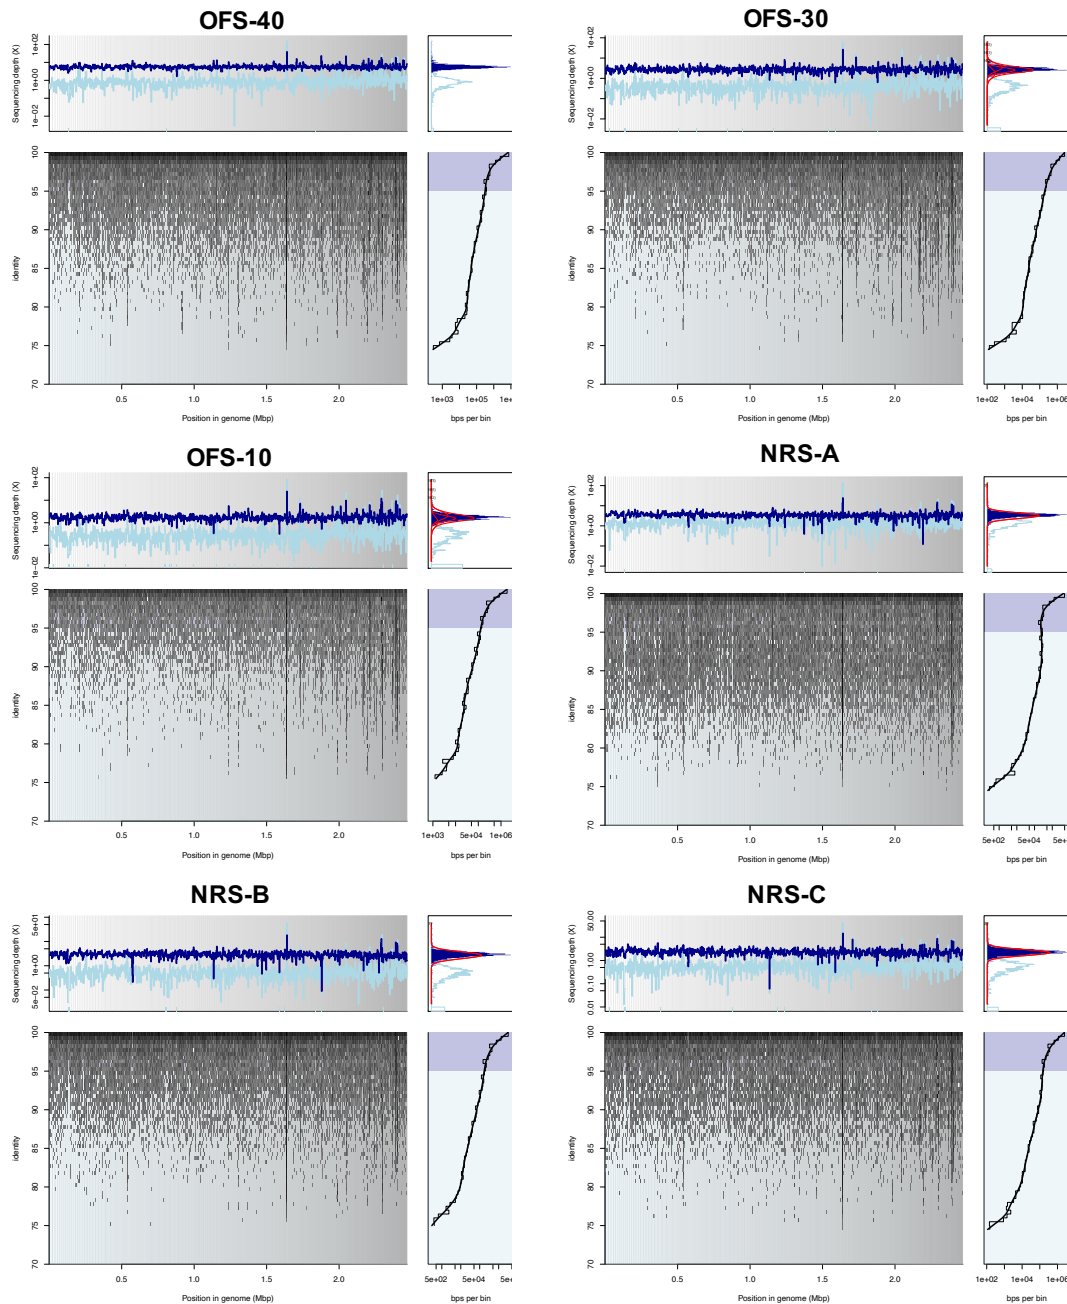 OFS-40
Sequencing depth (X)
1e-02 1e+00 1e+02
identity
70 75 80 85 90 95 100
0.5 1.0 1.5 2.0
Position in genome (Mbp)
1e+03 1e+05
bps per bin
OFS-30
Sequencing depth (X)
1e-02 1e+00 1e+02
identity
70 75 80 85 90 95 100
0.5 1.0 1.5 2.0
Position in genome (Mbp)
1e+02 1e+04 1e+06
bps per bin
OFS-10
Sequencing depth (X)
1e-02 1e+00 1e+02
identity
70 75 80 85 90 95 100
0.5 1.0 1.5 2.0
Position in genome (Mbp)
1e+03 5e+04 1e+06
bps per bin
NRS-A
Sequencing depth (X)
1e-02 1e+00 1e+02
identity
70 75 80 85 90 95 100
0.5 1.0 1.5 2.0
Position in genome (Mbp)
5e+02 5e+04
bps per bin
NRS-B
Sequencing depth (X)
5e-02 1e+00 5e+01
identity
70 75 80 85 90 95 100
0.5 1.0 1.5 2.0
Position in genome (Mbp)
5e+02 5e+04
bps per bin
NRS-C
Sequencing depth (X)
0.01 0.10 1.00 50.00
identity
70 75 80 85 90 95 100
0.5 1.0 1.5 2.0
Position in genome (Mbp)
1e+02 1e+04 1e+06
bps per bin